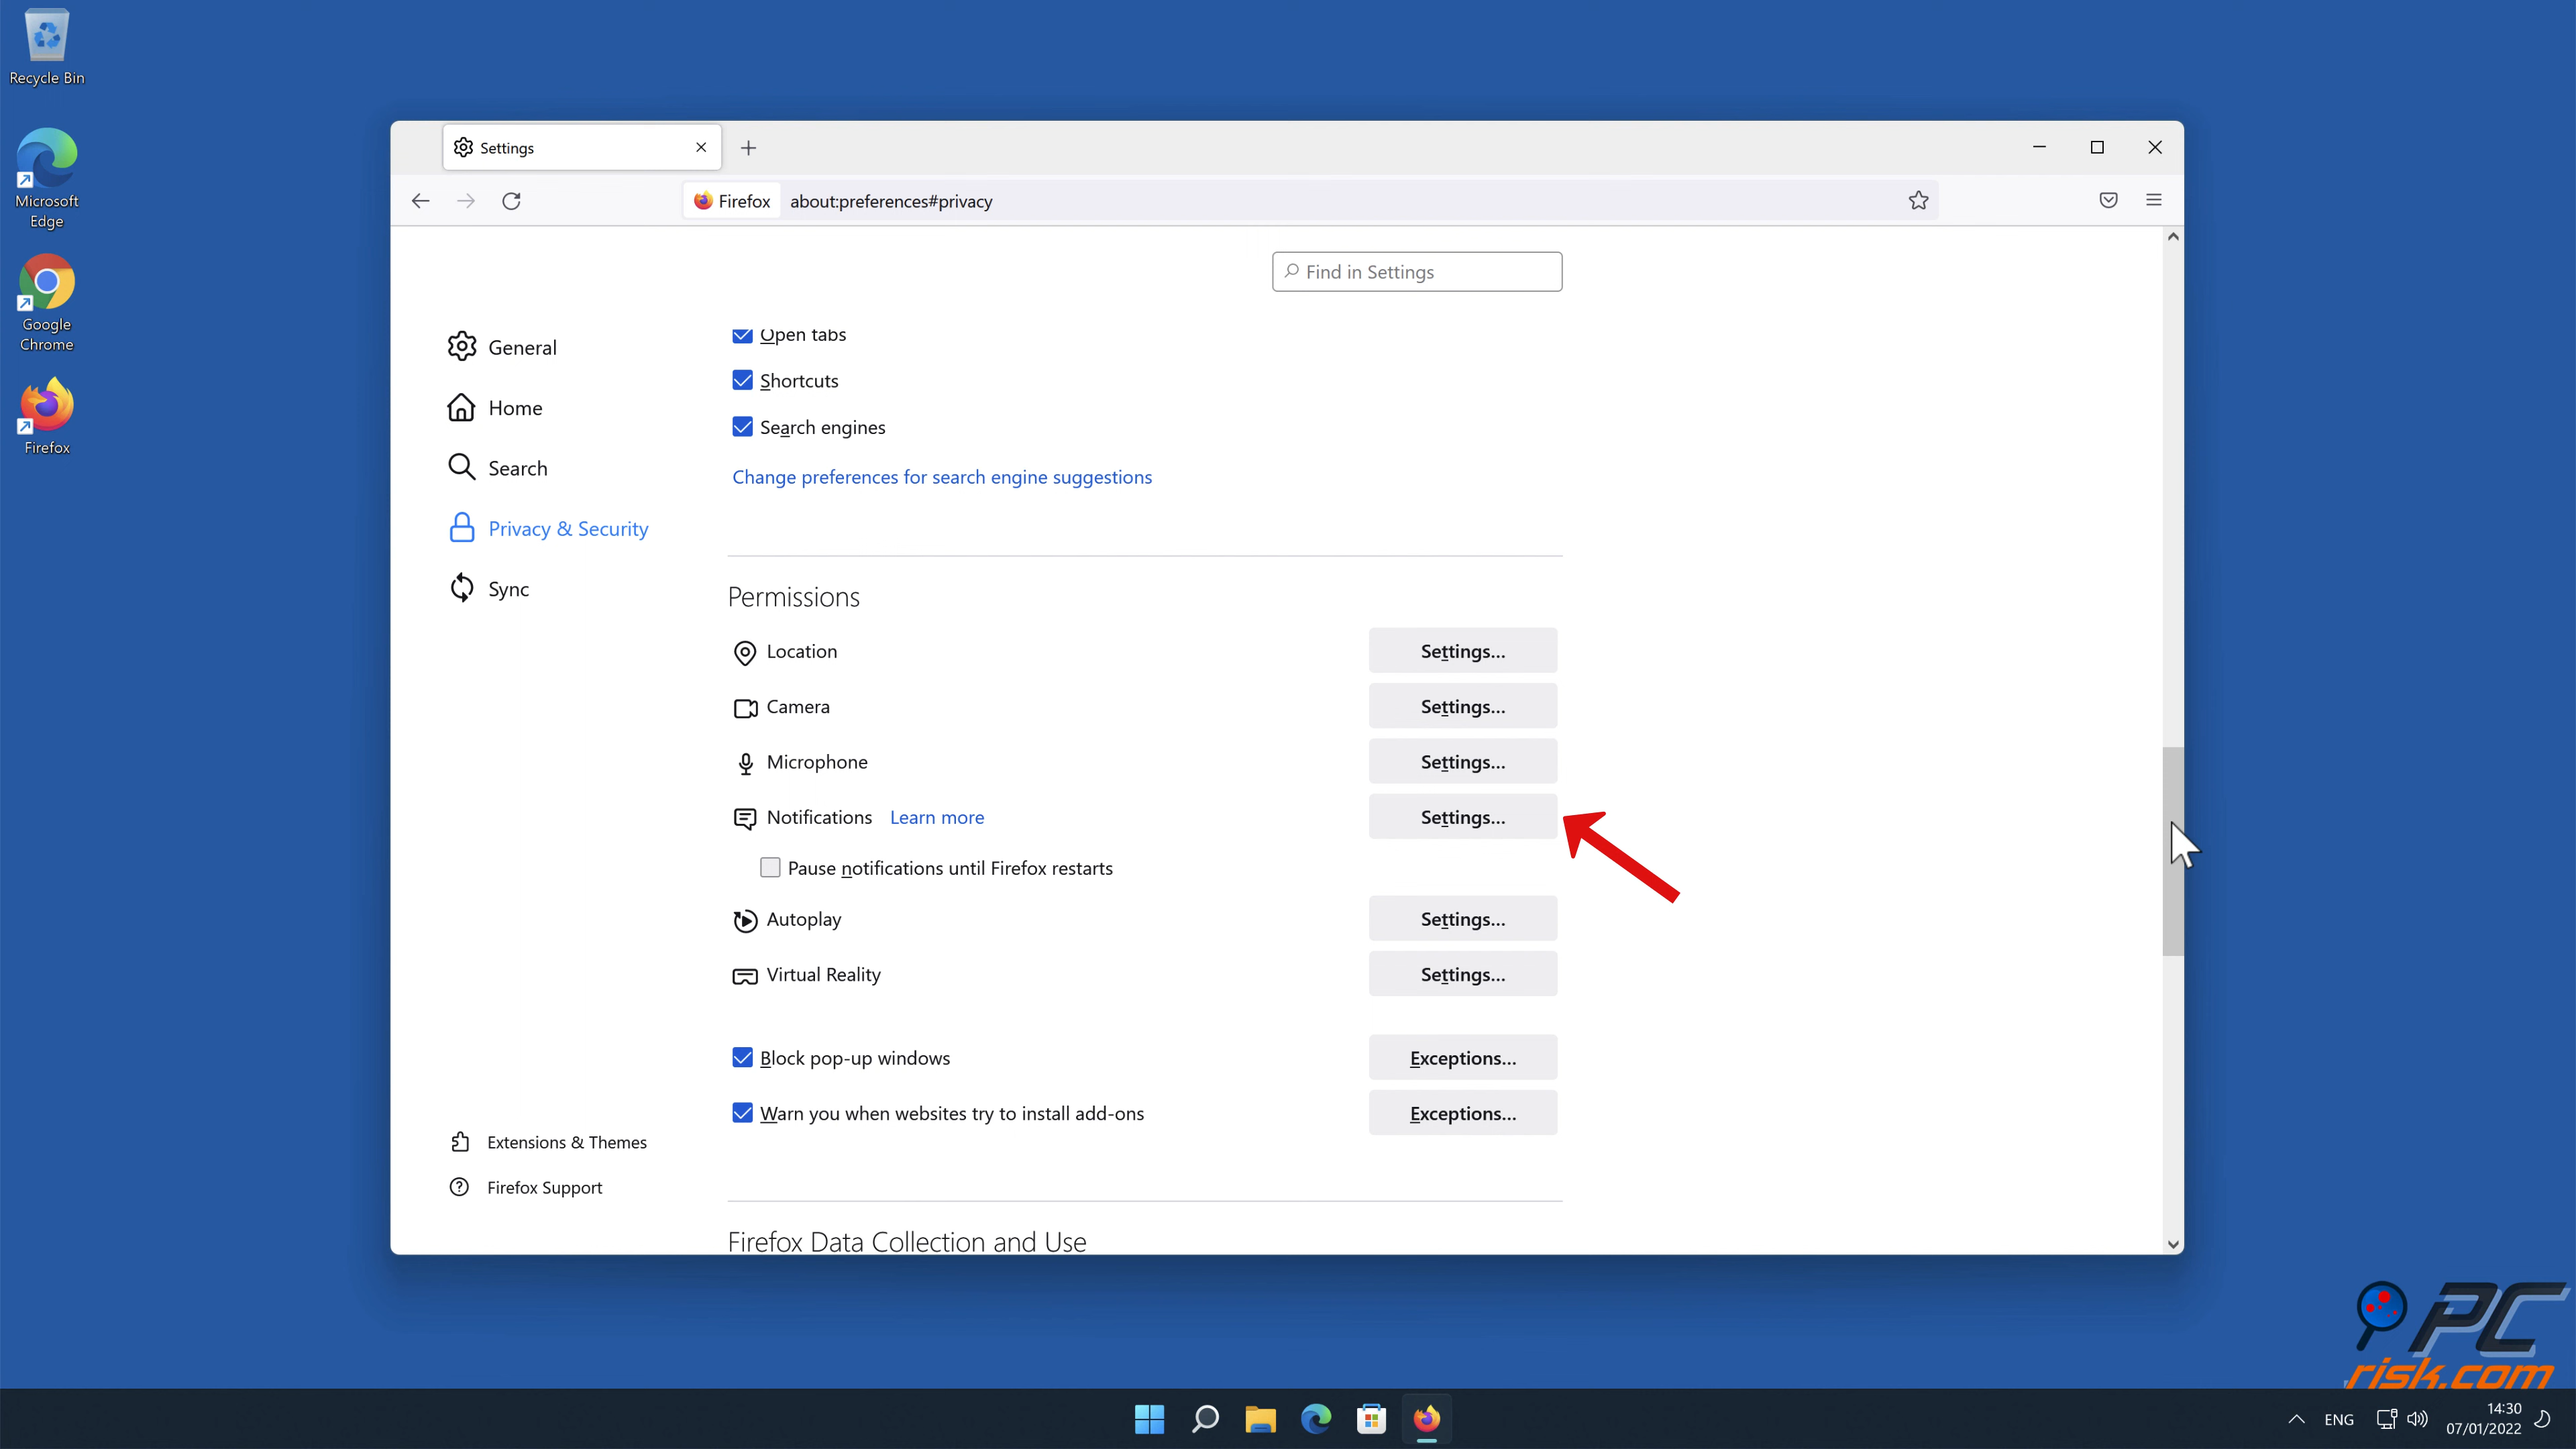 Recycle Bin
Microsoft
Edge
Google
Chrome
Firefox
Settings
Firefox about:preferences#privacy
Find in Settings
General
Home
Search
Privacy & Security
Sync
Extensions & Themes
Firefox Support
Open tabs
Shortcuts
Search engines
Change preferences for search engine suggestions
Permissions
Location Settings...
Camera Settings...
Microphone Settings...
Notifications Learn more Settings...
Pause notifications until Firefox restarts
Autoplay Settings...
Virtual Reality Settings...
Block pop-up windows Exceptions...
Warn you when websites try to install add-ons Exceptions...
Firefox Data Collection and Use
PC
risk.com
ENG
14:30
07/01/2022